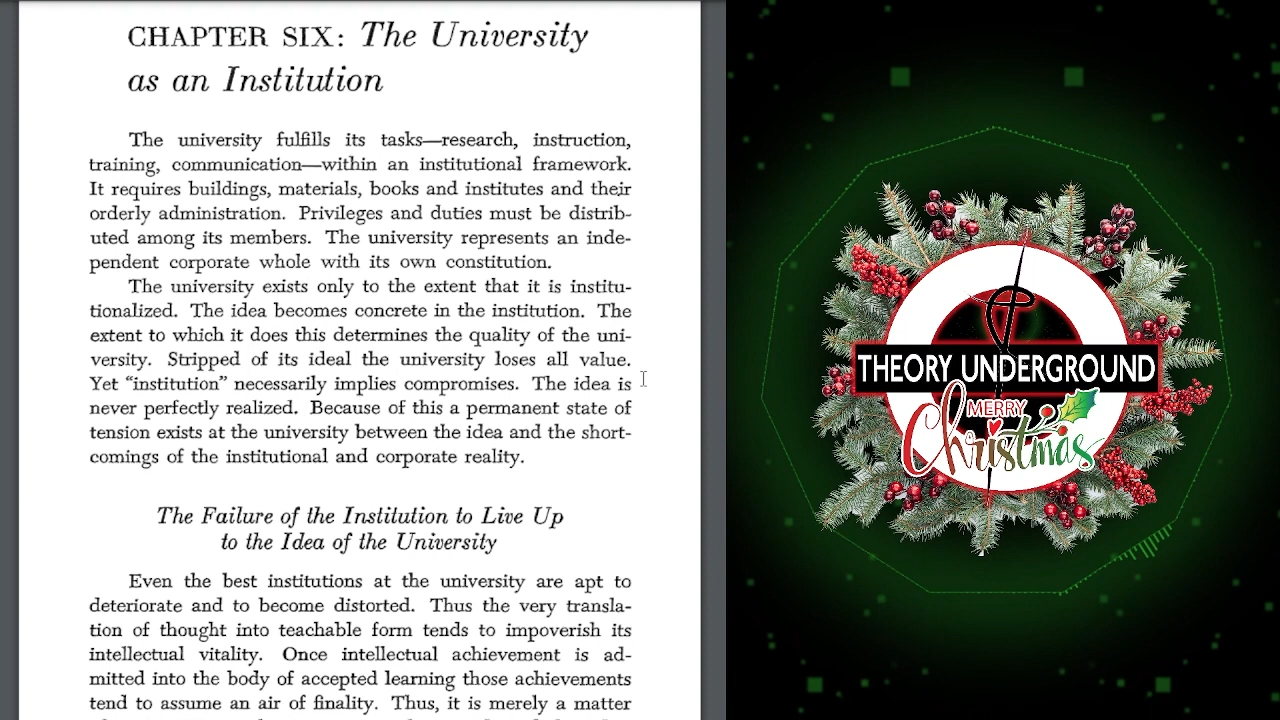 CHAPTER SIX: The University
as an Institution
The university fulfills its tasks—research, instruction,
training, communication—within an institutional framework.
It requires buildings, materials, books and institutes and their
orderly administration. Privileges and duties must be distrib-
uted among its members. The university represents an inde-
pendent corporate whole with its own constitution.
The university exists only to the extent that it is institu-
tionalized. The idea becomes concrete in the institution. The
extent to which it does this determines the quality of the uni-
versity. Stripped of its ideal the university loses all value.
Yet “institution” necessarily implies compromises. The idea is
never perfectly realized. Because of this a permanent state of
tension exists at the university between the idea and the short-
comings of the institutional and corporate reality.
The Failure of the Institution to Live Up
to the Idea of the University
Even the best institutions at the university are apt to
deteriorate and to become distorted. Thus the very transla-
tion of thought into teachable form tends to impoverish its
intellectual vitality. Once intellectual achievement is ad-
mitted into the body of accepted learning those achievements
tend to assume an air of finality. Thus, it is merely a matter
THEORY UNDERGROUND
MERRY
Christmas